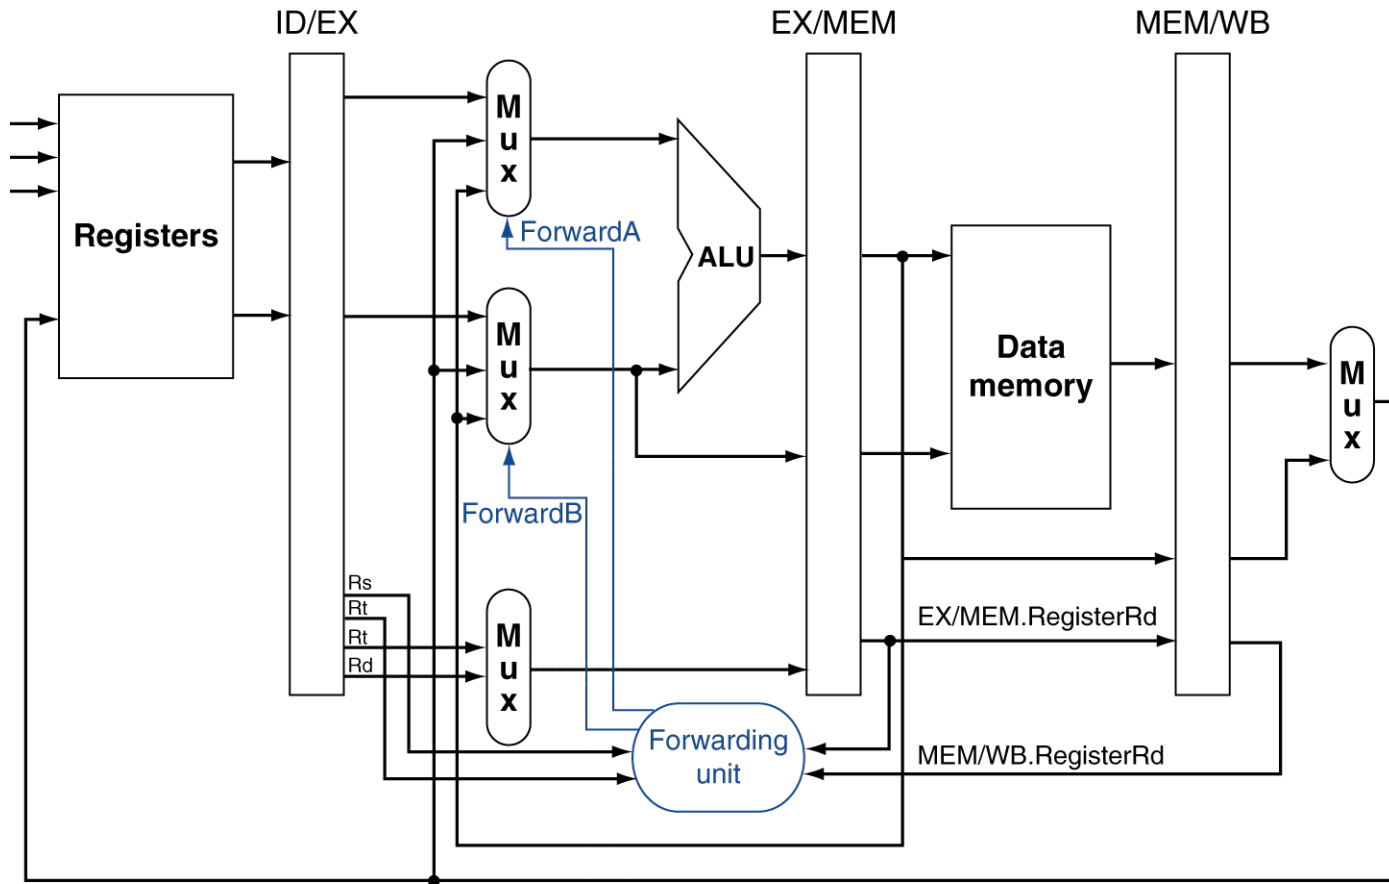 ID/EX
EX/MEM
MEM/WB
M
u
x
Registers
ForwardA
ALU
M
u
x
Data
memory
M
u
x
ForwardB
Rs
Rt
Rt
Rd
M
u
x
EX/MEM.RegisterRd
Forwarding
unit
MEM/WB.RegisterRd